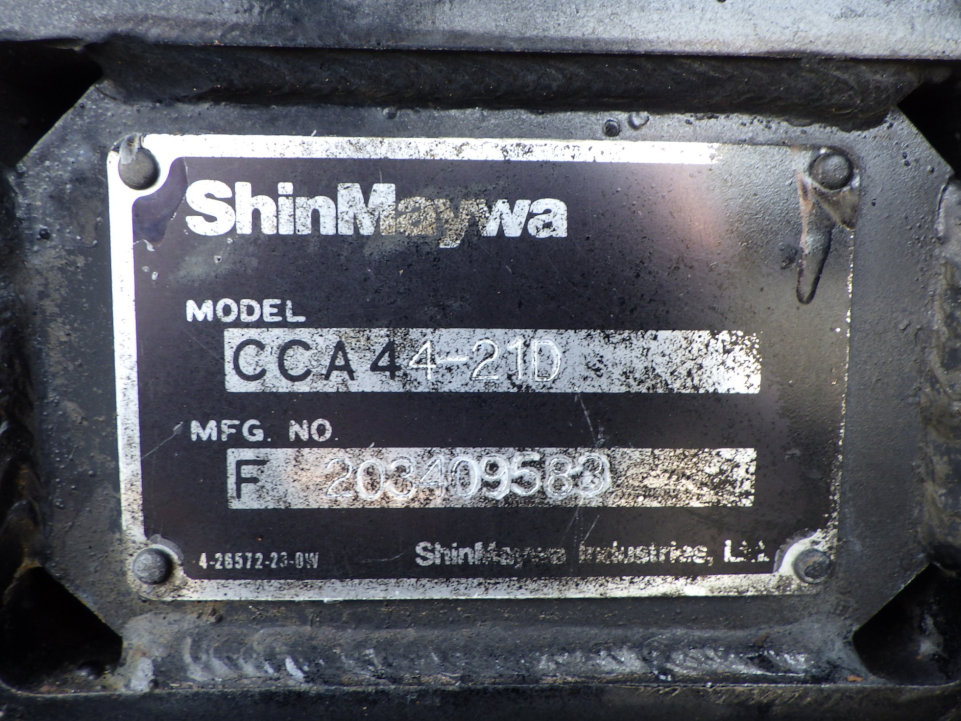 ShinMaywa
MODEL
CCA44-21D
MFG. NO.
F 203409583
4-26572-23-0W
ShinMaywa Industries, Ltd.